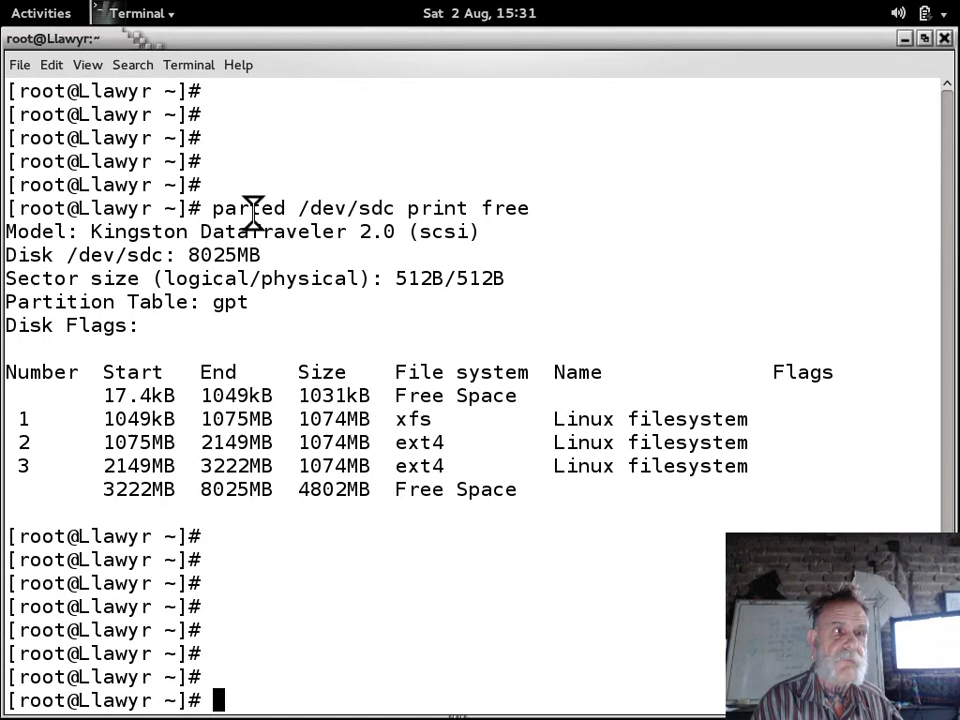 Activities Terminal Sat 2 Aug, 15:31
root@Llawyr:~
File Edit View Search Terminal Help
[root@Llawyr ~]#
[root@Llawyr ~]#
[root@Llawyr ~]#
[root@Llawyr ~]#
[root@Llawyr ~]#
[root@Llawyr ~]# parted /dev/sdc print free
Model: Kingston DataTraveler 2.0 (scsi)
Disk /dev/sdc: 8025MB
Sector size (logical/physical): 512B/512B
Partition Table: gpt
Disk Flags:
Number Start End Size File system Name Flags
17.4kB 1049kB 1031kB Free Space
1 1049kB 1075MB 1074MB xfs Linux filesystem
2 1075MB 2149MB 1074MB ext4 Linux filesystem
3 2149MB 3222MB 1074MB ext4 Linux filesystem
3222MB 8025MB 4802MB Free Space
[root@Llawyr ~]#
[root@Llawyr ~]#
[root@Llawyr ~]#
[root@Llawyr ~]#
[root@Llawyr ~]#
[root@Llawyr ~]#
[root@Llawyr ~]#
[root@Llawyr ~]#